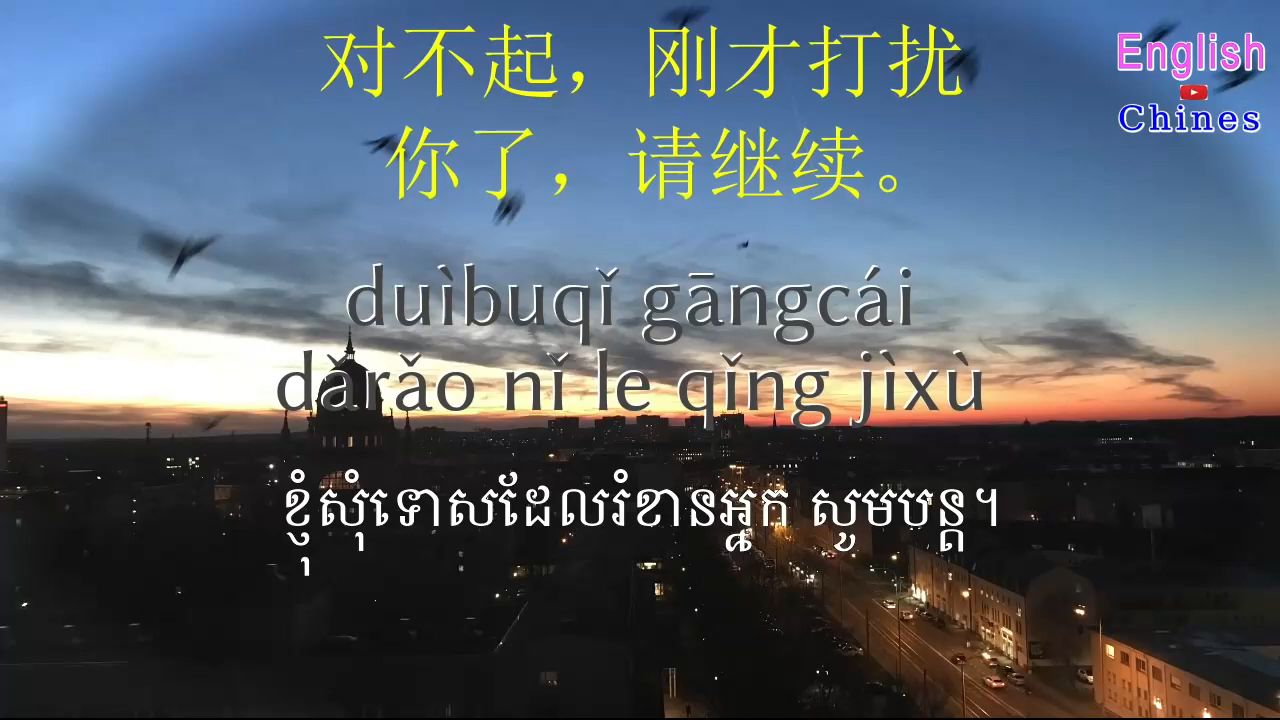 对不起，刚才打扰
你了，请继续。
English
Chines
duìbuqǐ gāngcái
dǎrǎo nǐ le qǐng jìxù
ខ្ញុំសុំទោសដែលរំខានអ្នក សូមបន្ត។